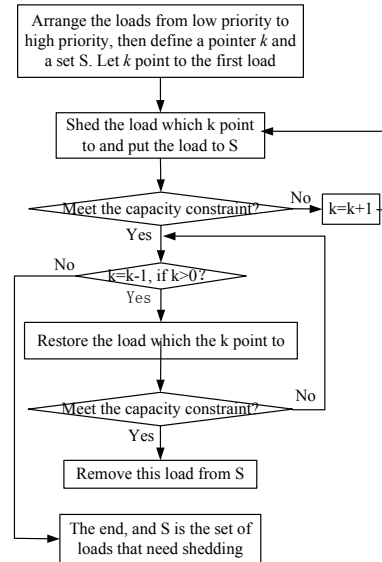 Arrange the loads from low priority to
high priority, then define a pointer k and
a set S. Let k point to the first load
Shed the load which k point
to and put the load to S
Meet the capacity constraint?
No
k=k+1
Yes
No
k=k-1, if k>0?
Yes
Restore the load which the k point to
No
Meet the capacity constraint?
Yes
Remove this load from S
The end, and S is the set of
loads that need shedding